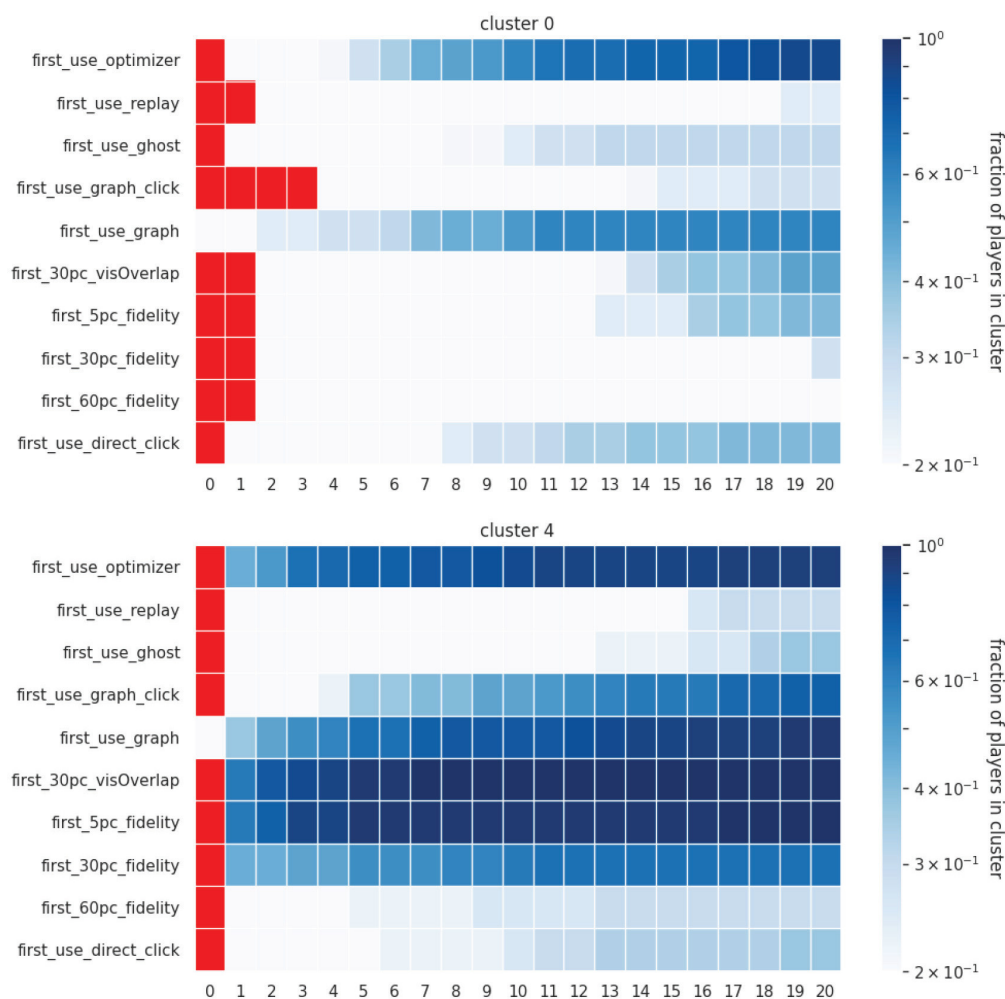 cluster 0
first_use_optimizer
first_use_replay
first_use_ghost
first_use_graph_click
first_use_graph
first_30pc_visOverlap
first_5pc_fidelity
first_30pc_fidelity
first_60pc_fidelity
first_use_direct_click
0 1 2 3 4 5 6 7 8 9 10 11 12 13 14 15 16 17 18 19 20
10⁰
6 × 10⁻¹
4 × 10⁻¹
3 × 10⁻¹
2 × 10⁻¹
fraction of players in cluster
cluster 4
first_use_optimizer
first_use_replay
first_use_ghost
first_use_graph_click
first_use_graph
first_30pc_visOverlap
first_5pc_fidelity
first_30pc_fidelity
first_60pc_fidelity
first_use_direct_click
0 1 2 3 4 5 6 7 8 9 10 11 12 13 14 15 16 17 18 19 20
10⁰
6 × 10⁻¹
4 × 10⁻¹
3 × 10⁻¹
2 × 10⁻¹
fraction of players in cluster